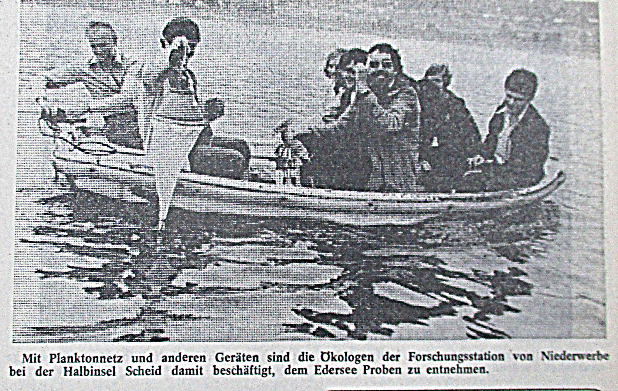 Mit Planktonnetz und anderen Geräten sind die Ökologen der Forschungsstation von Niederwerbe
bei der Halbinsel Scheid damit beschäftigt, dem Edersee Proben zu entnehmen.